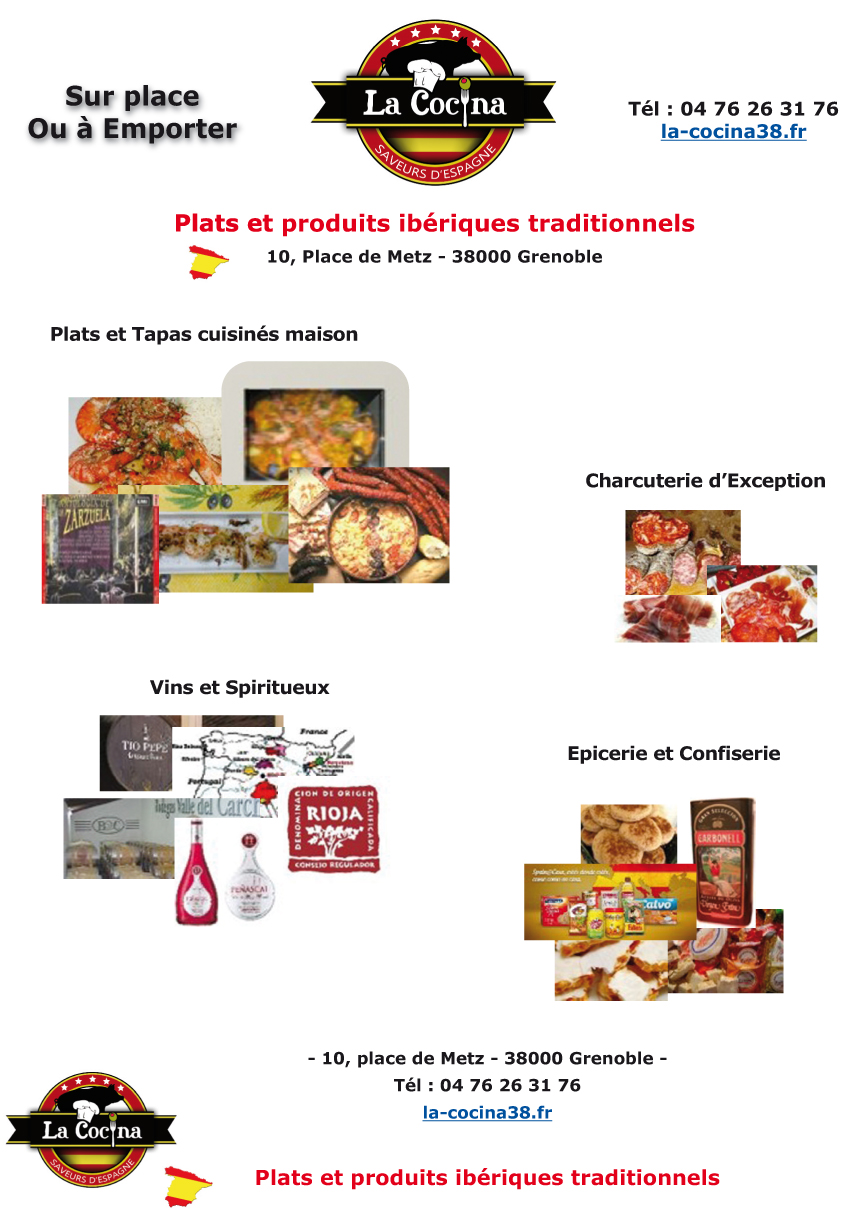 Sur place
Ou à Emporter
La Cocina
SAVEURS D'ESPAGNE
Tél : 04 76 26 31 76
la-cocina38.fr
Plats et produits ibériques traditionnels
10, Place de Metz - 38000 Grenoble
Plats et Tapas cuisinés maison
ZARZUELA
Charcuterie d’Exception
Vins et Spiritueux
TIO PEPE
France
Portugal
Valle del
DENOMINACION DE ORIGEN CALIFICADA
RIOJA
CONSEJO REGULADOR
PEÑASCAL
Epicerie et Confiserie
GRAN SELECCION
CARBONELL
Calvo
- 10, place de Metz - 38000 Grenoble -
Tél : 04 76 26 31 76
la-cocina38.fr
La Cocina
SAVEURS D'ESPAGNE
Plats et produits ibériques traditionnels